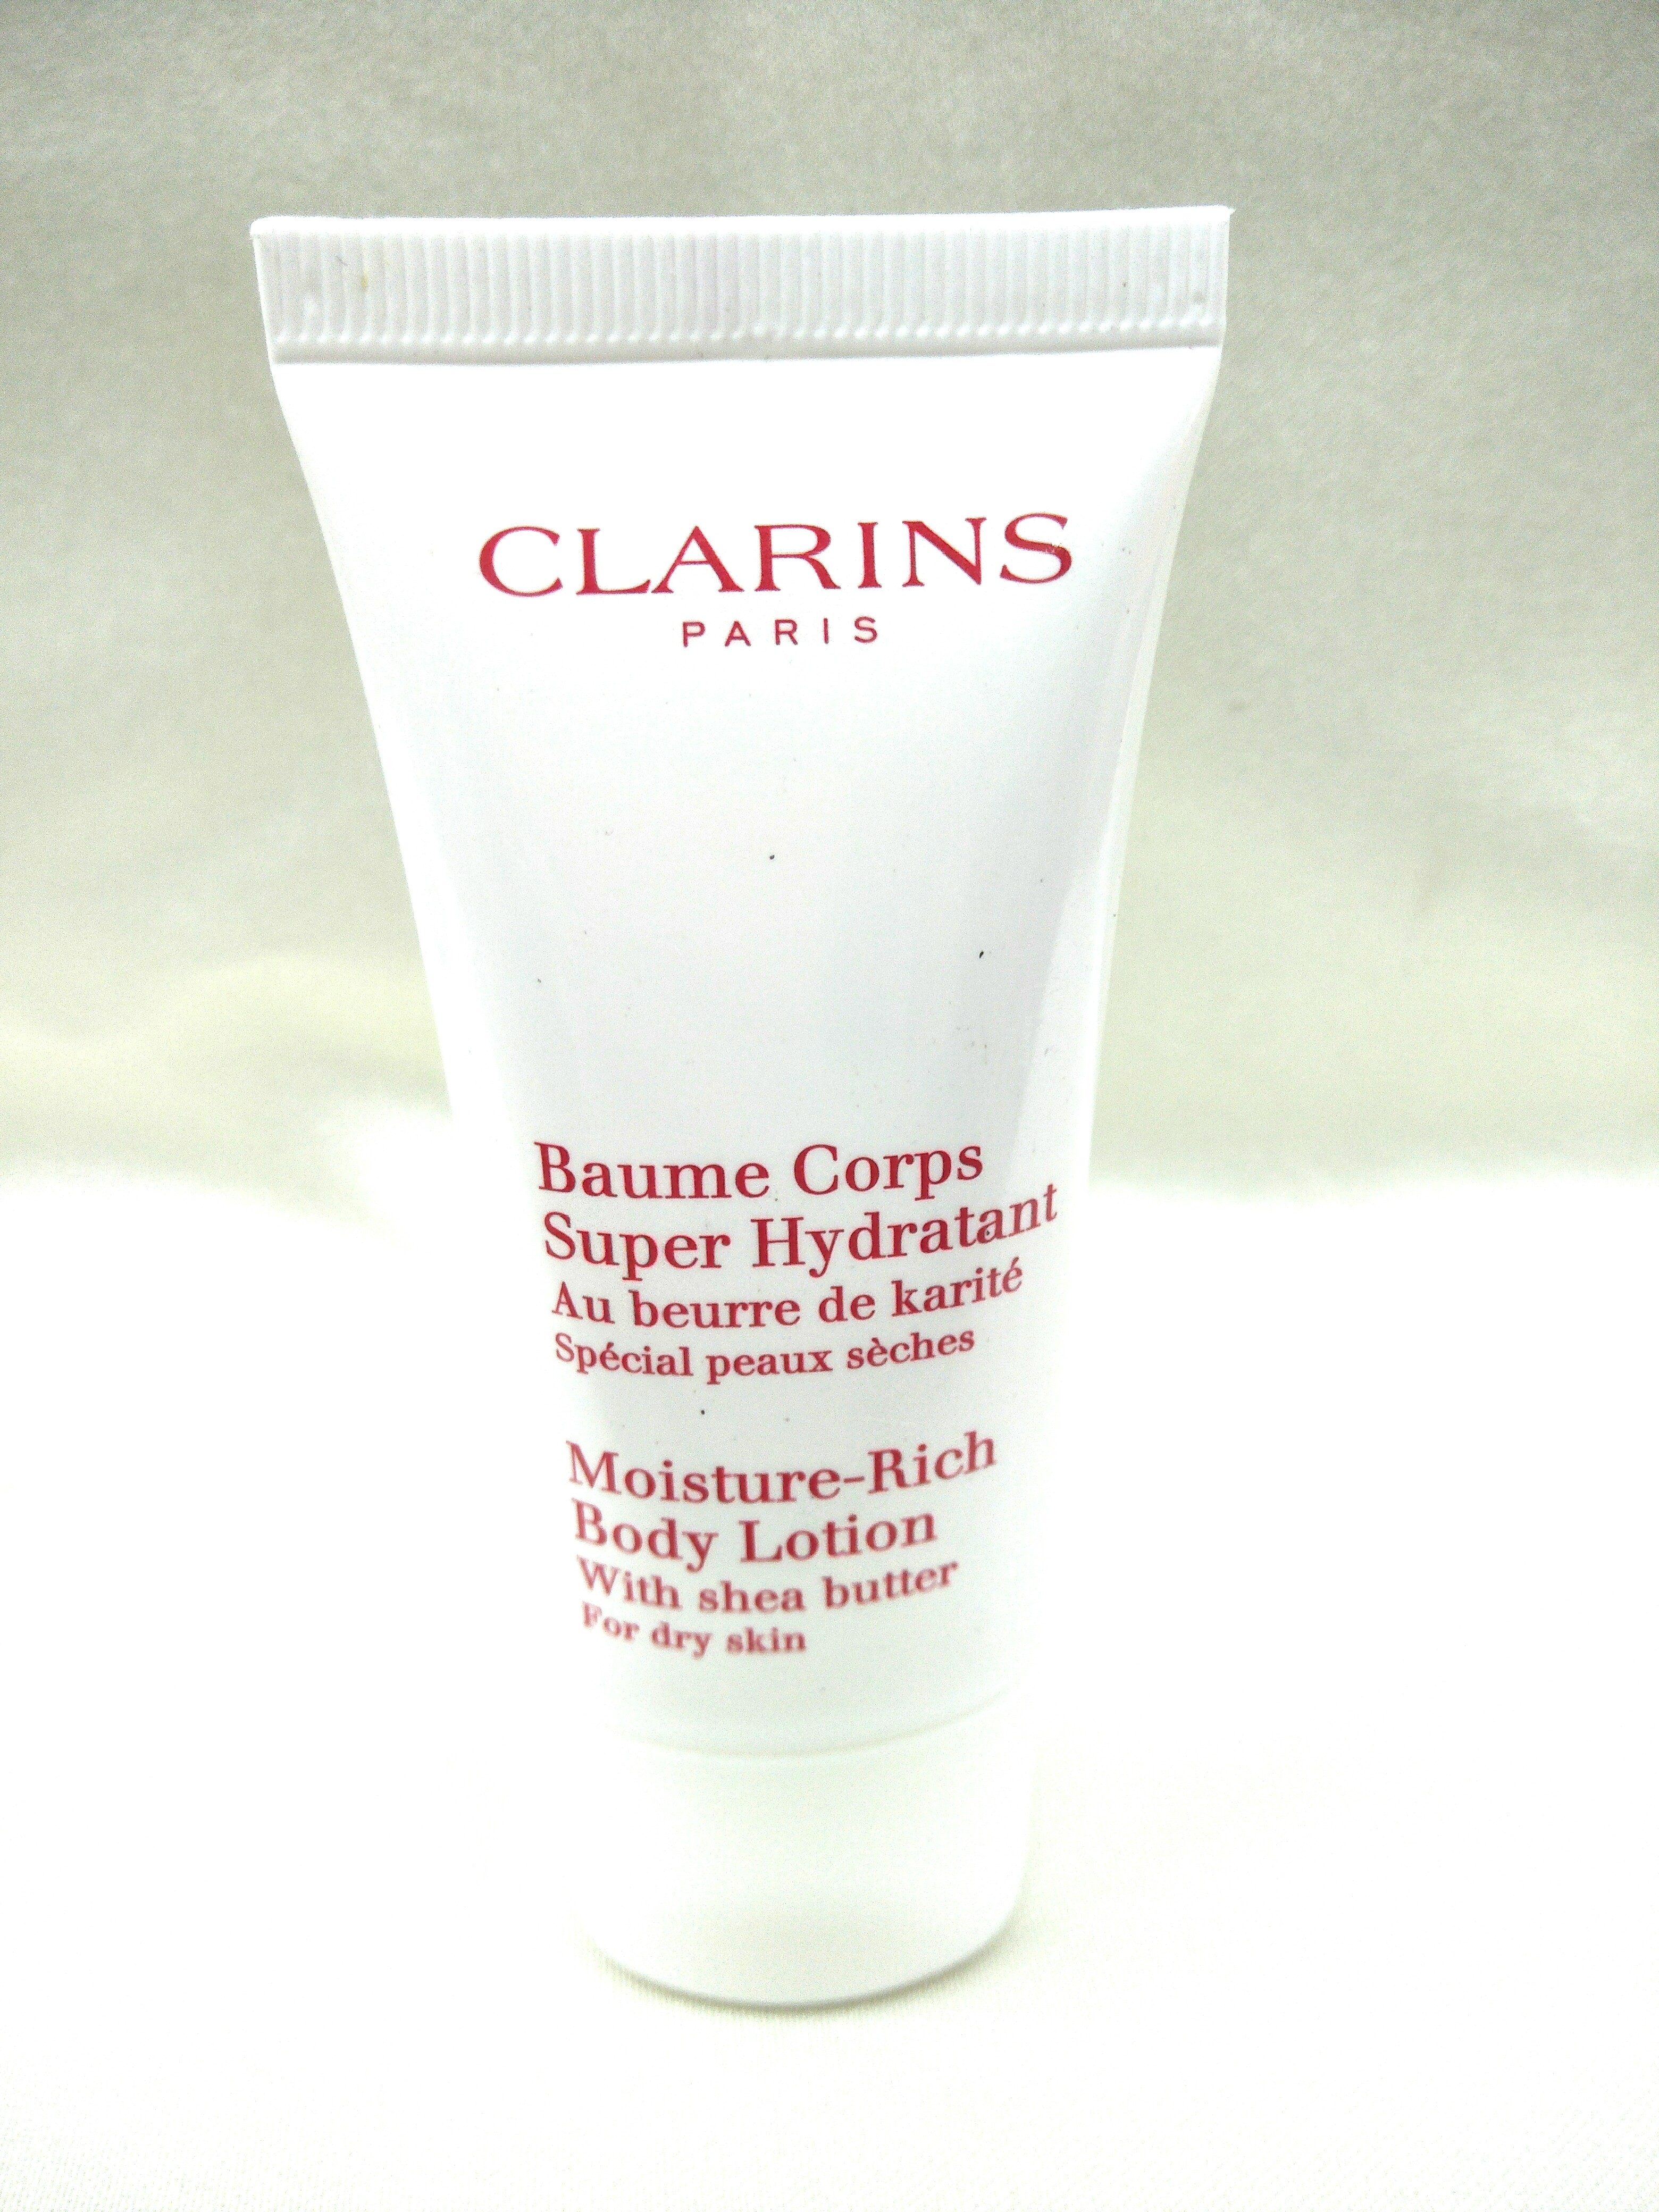 CLARINS
PARIS
Baume Corps
Super Hydratant
Au beurre de karité
Spécial peaux sèches
Moisture-Rich
Body Lotion
With shea butter
For dry skin